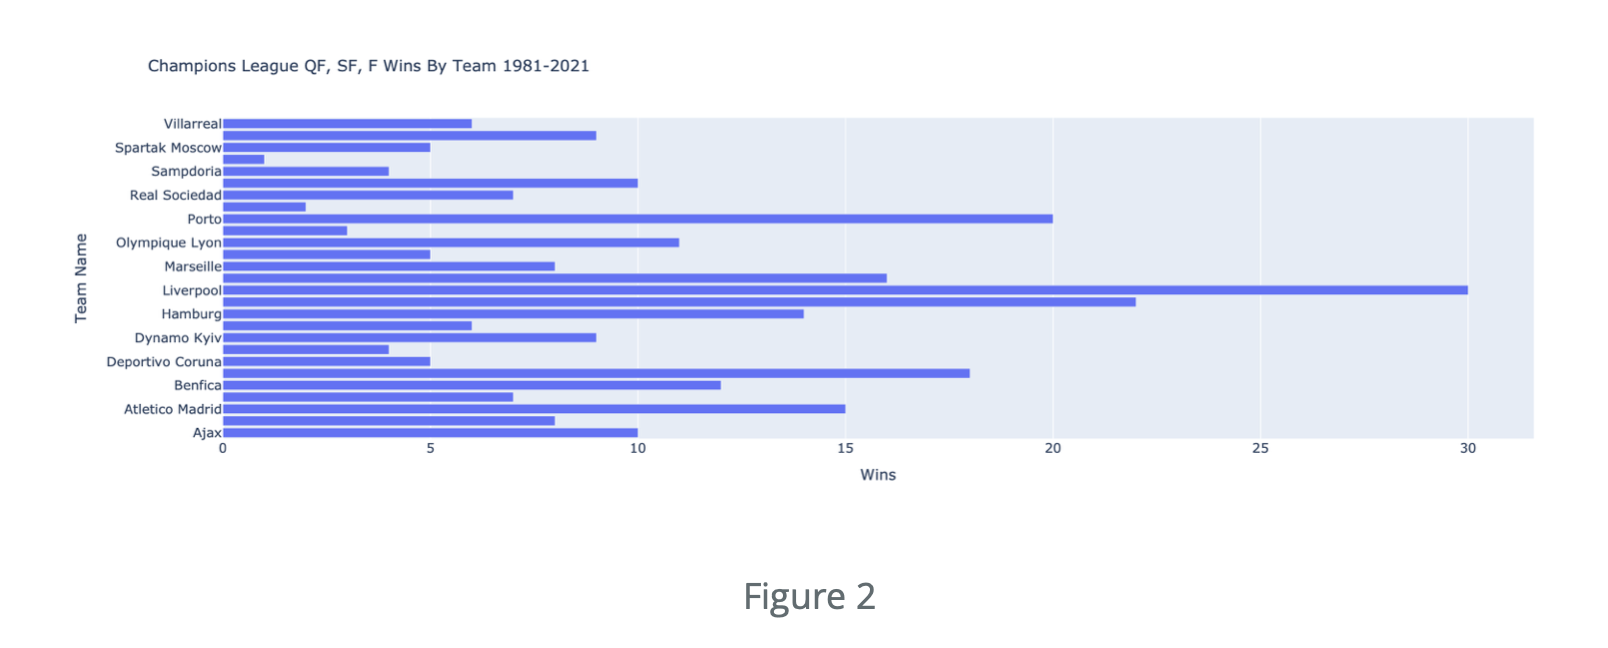 Champions League QF, SF, F Wins By Team 1981-2021
Villarreal
Spartak Moscow
Sampdoria
Real Sociedad
Porto
Olympique Lyon
Marseille
Liverpool
Hamburg
Dynamo Kyiv
Deportivo Coruna
Benfica
Atletico Madrid
Ajax
Team Name
0 5 10 15 20 25 30
Wins
Figure 2